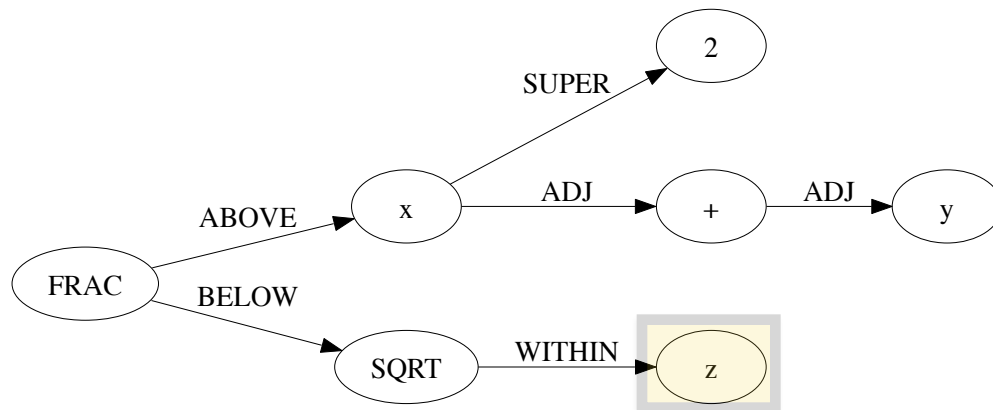 2
SUPER
ABOVE x ADJ + ADJ y
FRAC
BELOW
SQRT WITHIN z